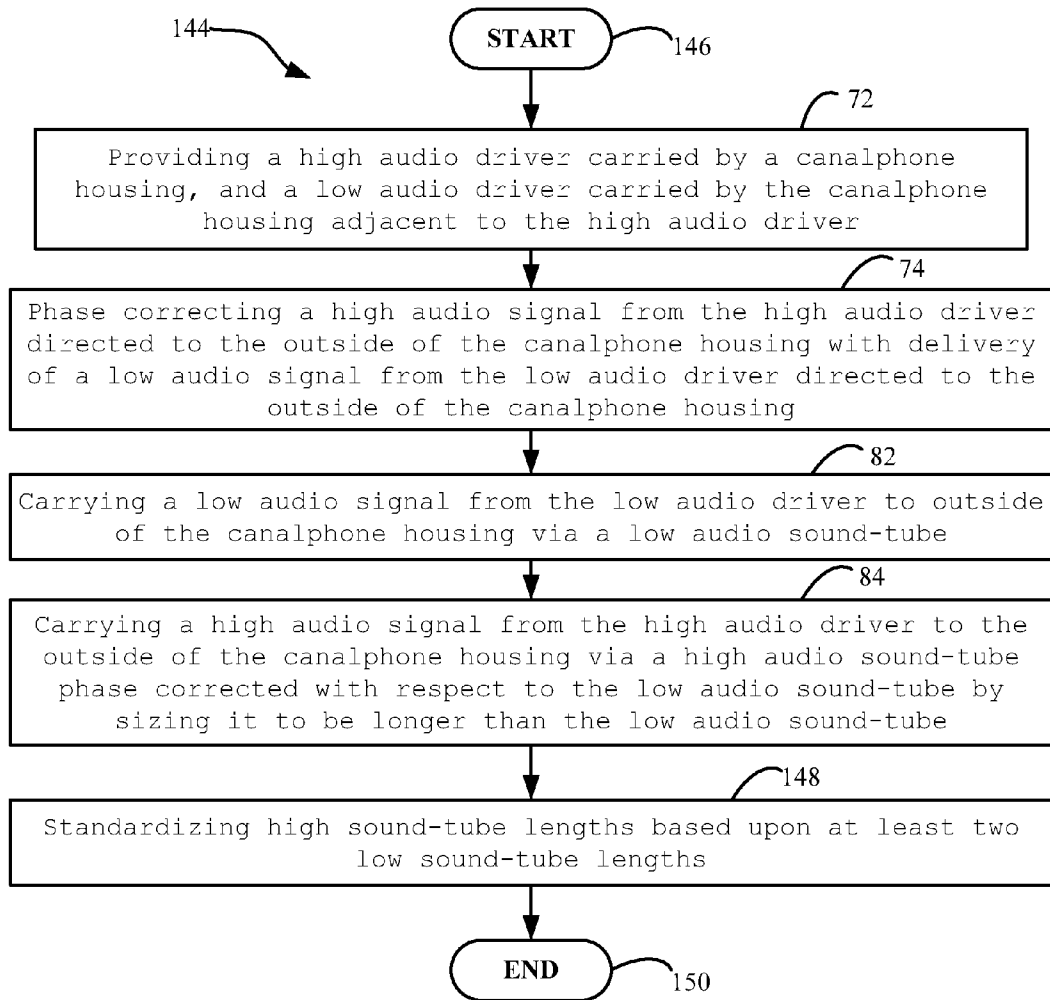 144
START
146
72
Providing a high audio driver carried by a canalphone
housing, and a low audio driver carried by the canalphone
housing adjacent to the high audio driver
74
Phase correcting a high audio signal from the high audio driver
directed to the outside of the canalphone housing with delivery
of a low audio signal from the low audio driver directed to the
outside of the canalphone housing
82
Carrying a low audio signal from the low audio driver to outside
of the canalphone housing via a low audio sound-tube
84
Carrying a high audio signal from the high audio driver to the
outside of the canalphone housing via a high audio sound-tube
phase corrected with respect to the low audio sound-tube by
sizing it to be longer than the low audio sound-tube
148
Standardizing high sound-tube lengths based upon at least two
low sound-tube lengths
END
150